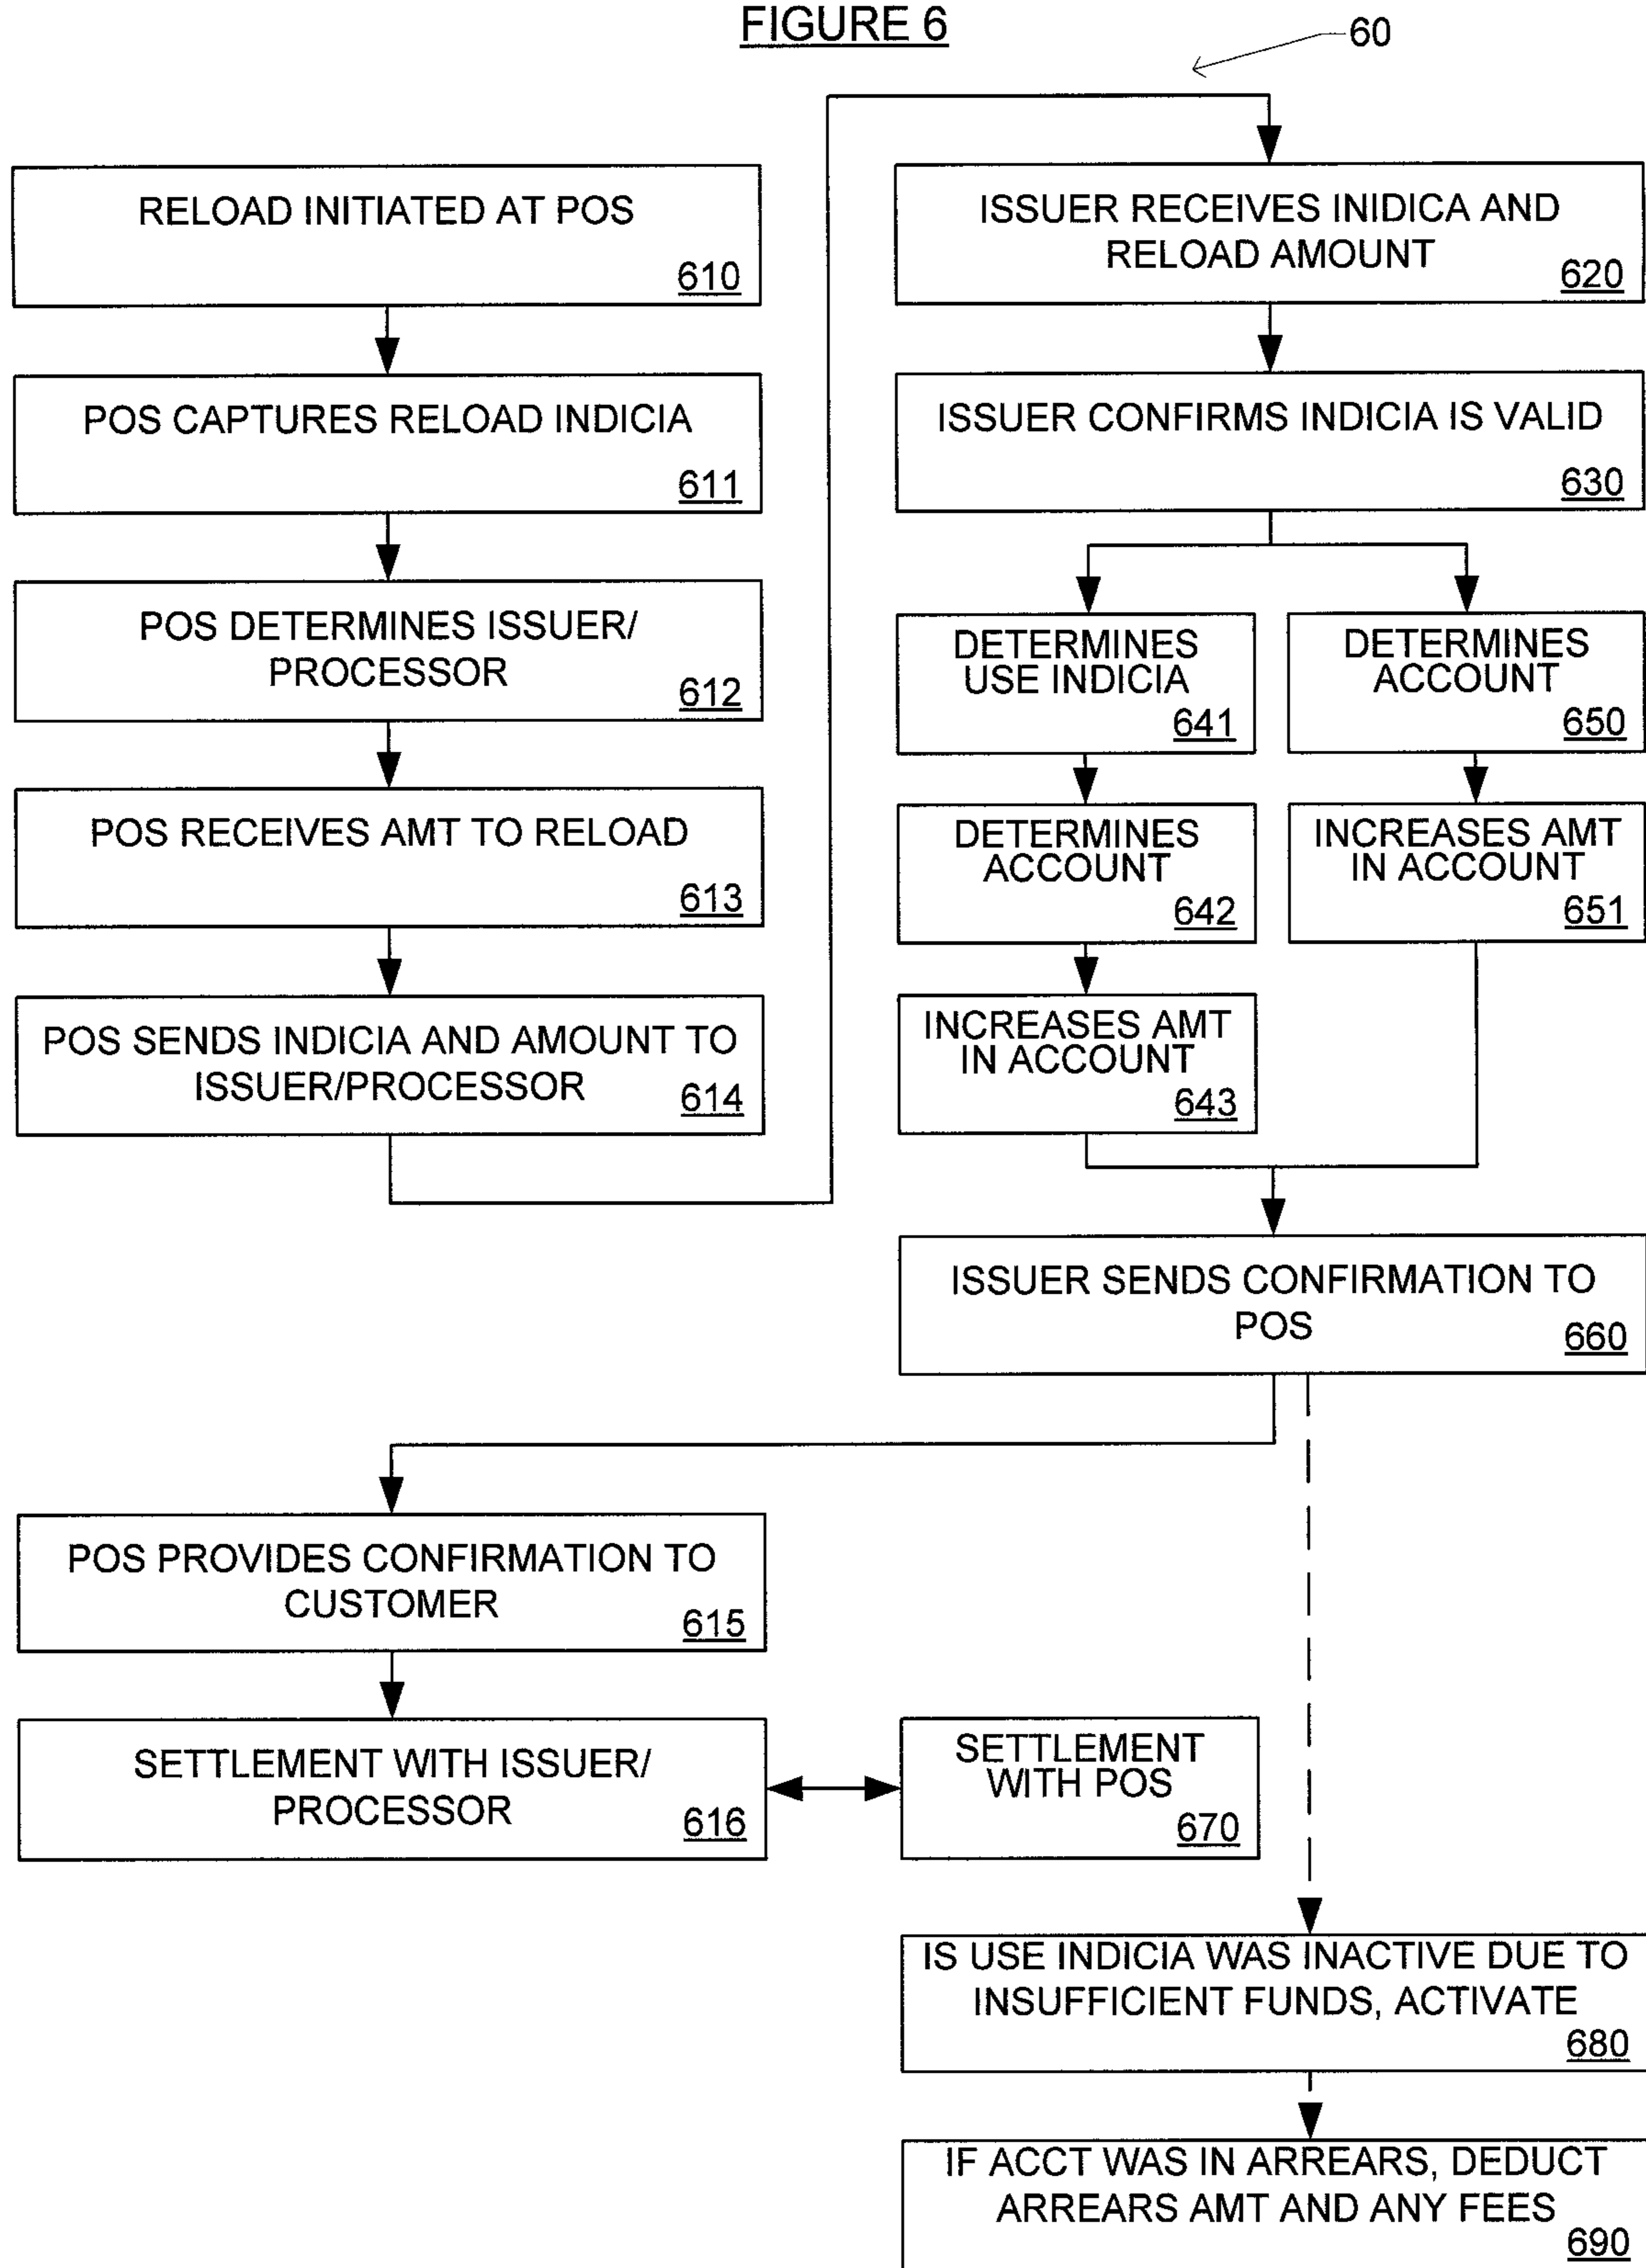 FIGURE 6
60
RELOAD INITIATED AT POS
610
POS CAPTURES RELOAD INDICIA
611
POS DETERMINES ISSUER/
PROCESSOR
612
POS RECEIVES AMT TO RELOAD
613
POS SENDS INDICIA AND AMOUNT TO
ISSUER/PROCESSOR
614
ISSUER RECEIVES INIDICA AND
RELOAD AMOUNT
620
ISSUER CONFIRMS INDICIA IS VALID
630
DETERMINES
USE INDICIA
641
DETERMINES
ACCOUNT
642
INCREASES AMT
IN ACCOUNT
643
DETERMINES
ACCOUNT
650
INCREASES AMT
IN ACCOUNT
651
ISSUER SENDS CONFIRMATION TO
POS
660
POS PROVIDES CONFIRMATION TO
CUSTOMER
615
SETTLEMENT WITH ISSUER/
PROCESSOR
616
SETTLEMENT
WITH POS
670
IS USE INDICIA WAS INACTIVE DUE TO
INSUFFICIENT FUNDS, ACTIVATE
680
IF ACCT WAS IN ARREARS, DEDUCT
ARREARS AMT AND ANY FEES
690